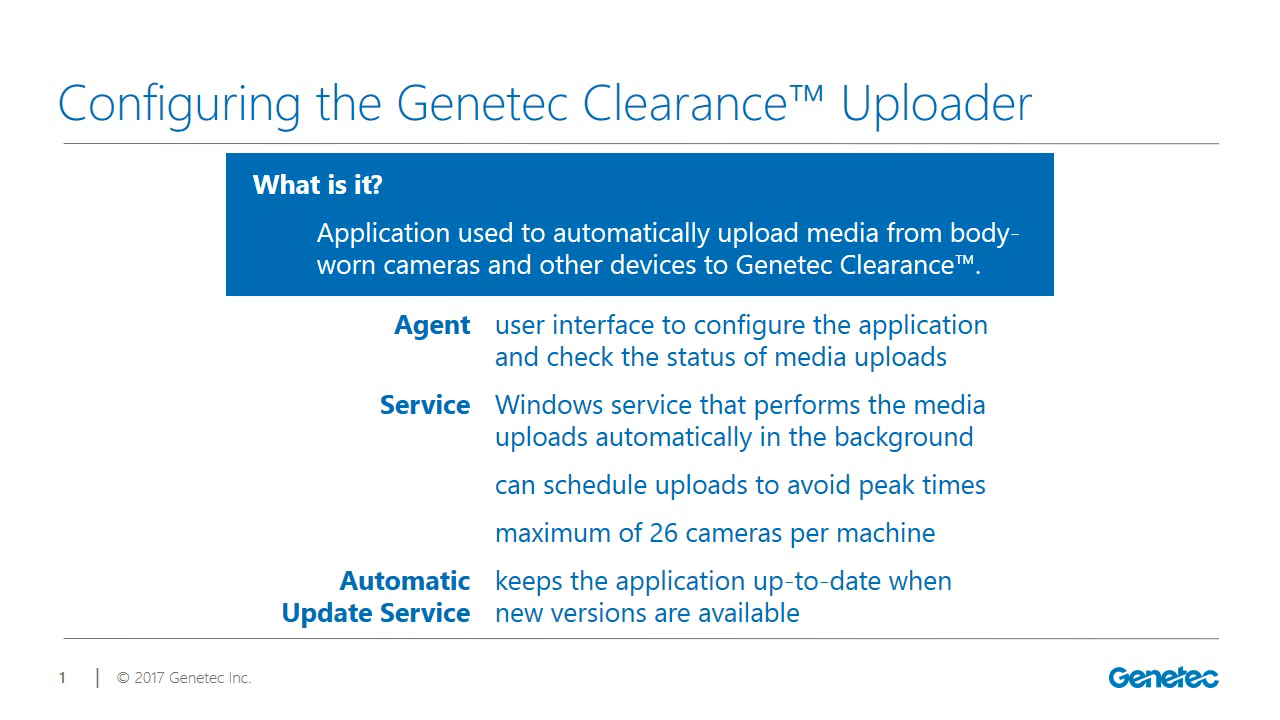 Configuring the Genetec Clearance™ Uploader
What is it?
Application used to automatically upload media from body-
worn cameras and other devices to Genetec Clearance™.
Agent user interface to configure the application
and check the status of media uploads
Service Windows service that performs the media
uploads automatically in the background
can schedule uploads to avoid peak times
maximum of 26 cameras per machine
Automatic keeps the application up-to-date when
Update Service new versions are available
1 | © 2017 Genetec Inc.
Genetec